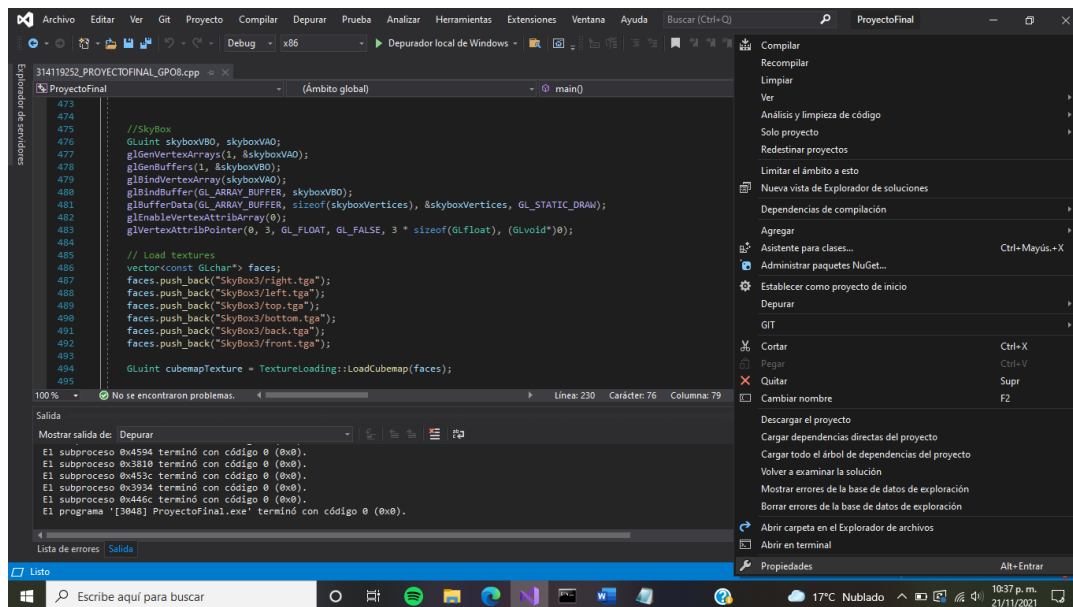 Archivo Editar Ver Git Proyecto Compilar Depurar Prueba Analizar Herramientas Extensiones Ventana Ayuda Buscar (Ctrl+Q) ProyectoFinal
Debug x86 Depurador local de Windows
Explorador de servidores
314119252_PROYECTOFINAL_GPO8.cpp
ProyectoFinal (Ámbito global) main()
473
474
475 //SkyBox
476 GLuint skyboxVBO, skyboxVAO;
477 glGenVertexArrays(1, &skyboxVAO);
478 glGenBuffers(1, &skyboxVBO);
479 glBindVertexArray(skyboxVAO);
480 glBindBuffer(GL_ARRAY_BUFFER, skyboxVBO);
481 glBufferData(GL_ARRAY_BUFFER, sizeof(skyboxVertices), &skyboxVertices, GL_STATIC_DRAW);
482 glEnableVertexAttribArray(0);
483 glVertexAttribPointer(0, 3, GL_FLOAT, GL_FALSE, 3 * sizeof(GLfloat), (GLvoid*)0);
484
485 // Load textures
486 vector<const GLchar*> faces;
487 faces.push_back("SkyBox3/right.tga");
488 faces.push_back("SkyBox3/left.tga");
489 faces.push_back("SkyBox3/top.tga");
490 faces.push_back("SkyBox3/bottom.tga");
491 faces.push_back("SkyBox3/back.tga");
492 faces.push_back("SkyBox3/front.tga");
493
494 GLuint cubemapTexture = TextureLoading::LoadCubemap(faces);
495
100 % No se encontraron problemas. Línea: 230 Carácter: 76 Columna: 79
Salida
Mostrar salida de: Depurar
El subproceso 0x4594 terminó con código 0 (0x0).
El subproceso 0x3810 terminó con código 0 (0x0).
El subproceso 0x453c terminó con código 0 (0x0).
El subproceso 0x3934 terminó con código 0 (0x0).
El subproceso 0x446c terminó con código 0 (0x0).
El programa '[3048] ProyectoFinal.exe' terminó con código 0 (0x0).
Lista de errores Salida
Listo
Compilar
Recompilar
Limpiar
Ver
Análisis y limpieza de código
Solo proyecto
Redestinar proyectos
Limitar el ámbito a esto
Nueva vista de Explorador de soluciones
Dependencias de compilación
Agregar
Asistente para clases... Ctrl+Mayús.+X
Administrar paquetes NuGet...
Establecer como proyecto de inicio
Depurar
GIT
Cortar Ctrl+X
Pegar Ctrl+V
Quitar Supr
Cambiar nombre F2
Descargar el proyecto
Cargar dependencias directas del proyecto
Cargar todo el árbol de dependencias del proyecto
Volver a examinar la solución
Mostrar errores de la base de datos de exploración
Borrar errores de la base de datos de exploración
Abrir carpeta en el Explorador de archivos
Abrir en terminal
Propiedades Alt+Entrar
Escribe aquí para buscar
17°C Nublado
10:37 p. m.
21/11/2021